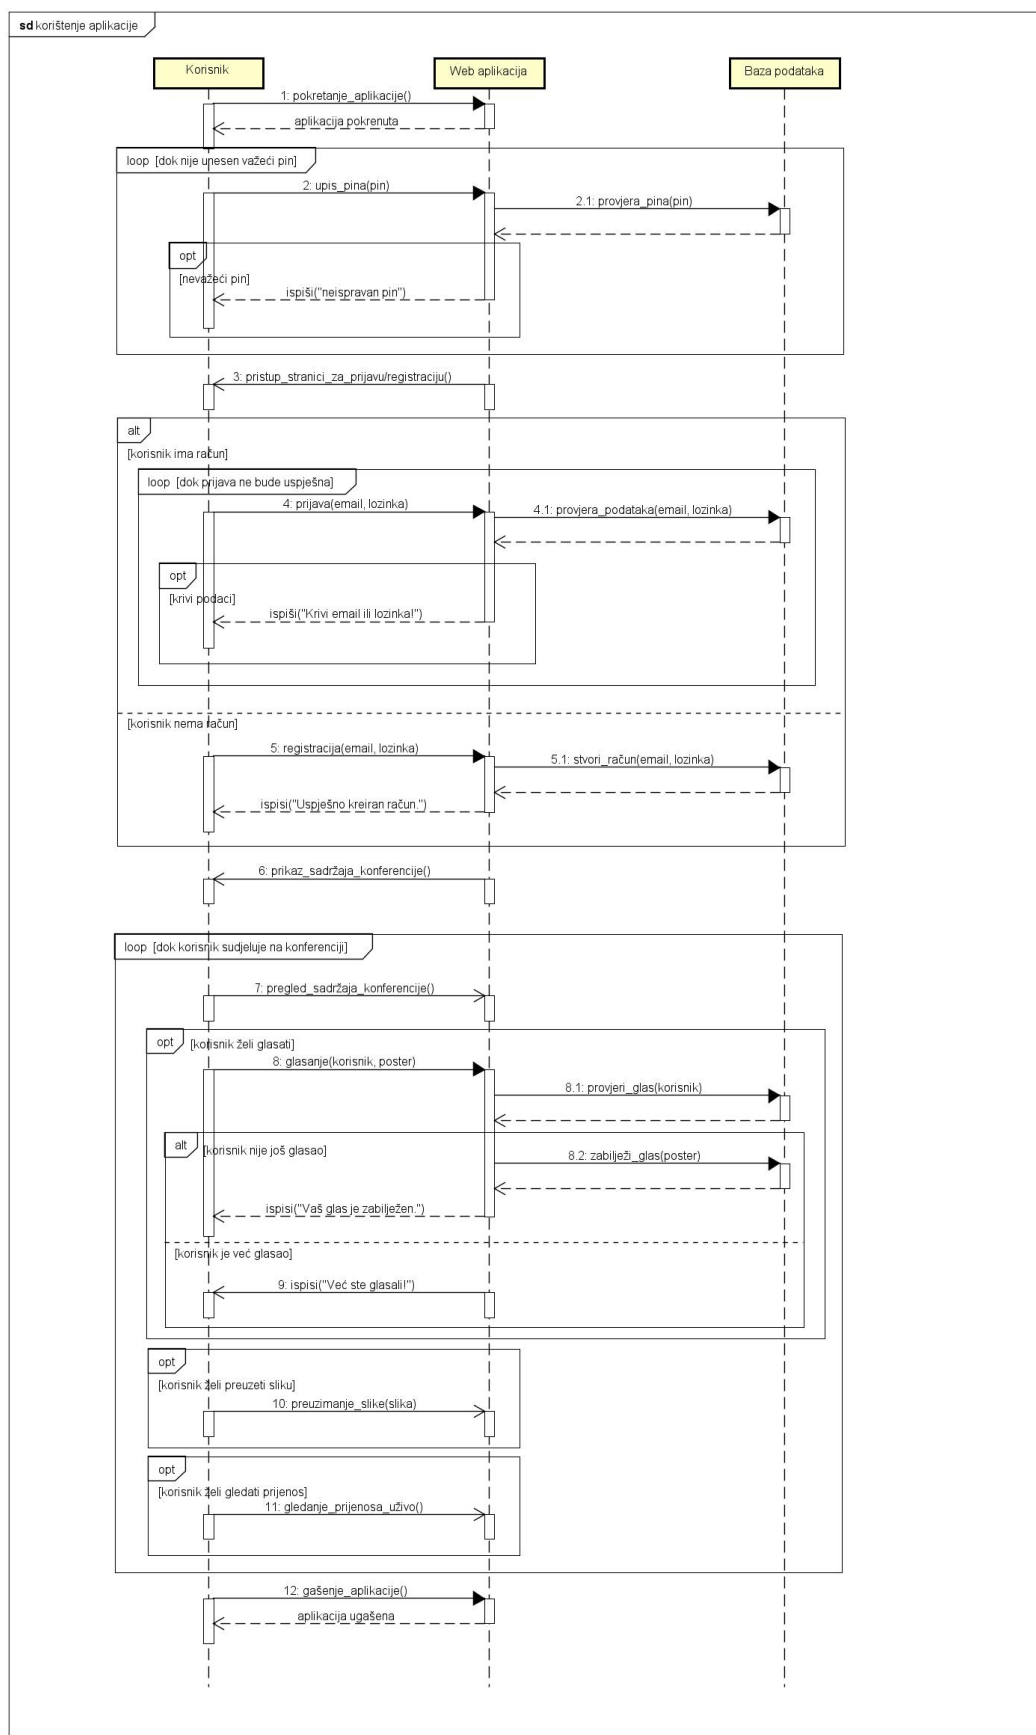 sd korištenje aplikacije
Korisnik
Web aplikacija
Baza podataka
1: pokretanje_aplikacije()
aplikacija pokrenuta
loop [dok nije unesen važeći pin]
2: upis_pina(pin)
2.1: provjera_pina(pin)
opt
[nevažeći pin]
ispiši("neispravan pin")
3: pristup_stranici_za_prijavu/registraciju()
alt
[korisnik ima račun]
loop [dok prijava ne bude uspješna]
4: prijava(email, lozinka)
4.1: provjera_podataka(email, lozinka)
opt
[krivi podaci]
ispiši("Krivi email ili lozinka!")
[korisnik nema račun]
5: registracija(email, lozinka)
5.1: stvori_račun(email, lozinka)
ispisi("Uspješno kreiran račun.")
6: prikaz_sadržaja_konferencije()
loop [dok korisnik sudjeluje na konferenciji]
7: pregled_sadržaja_konferencije()
opt [korisnik želi glasati]
8: glasanje(korisnik, poster)
8.1: provjeri_glas(korisnik)
alt [korisnik nije još glasao]
8.2: zabilježi_glas(poster)
ispisi("Vaš glas je zabilježen.")
[korisnik je već glasao]
9: ispisi("Već ste glasali!")
opt
[korisnik želi preuzeti sliku]
10: preuzimanje_slike(slika)
opt
[korisnik želi gledati prijenos]
11: gledanje_prijenosa_uživo()
12: gašenje_aplikacije()
aplikacija ugašena